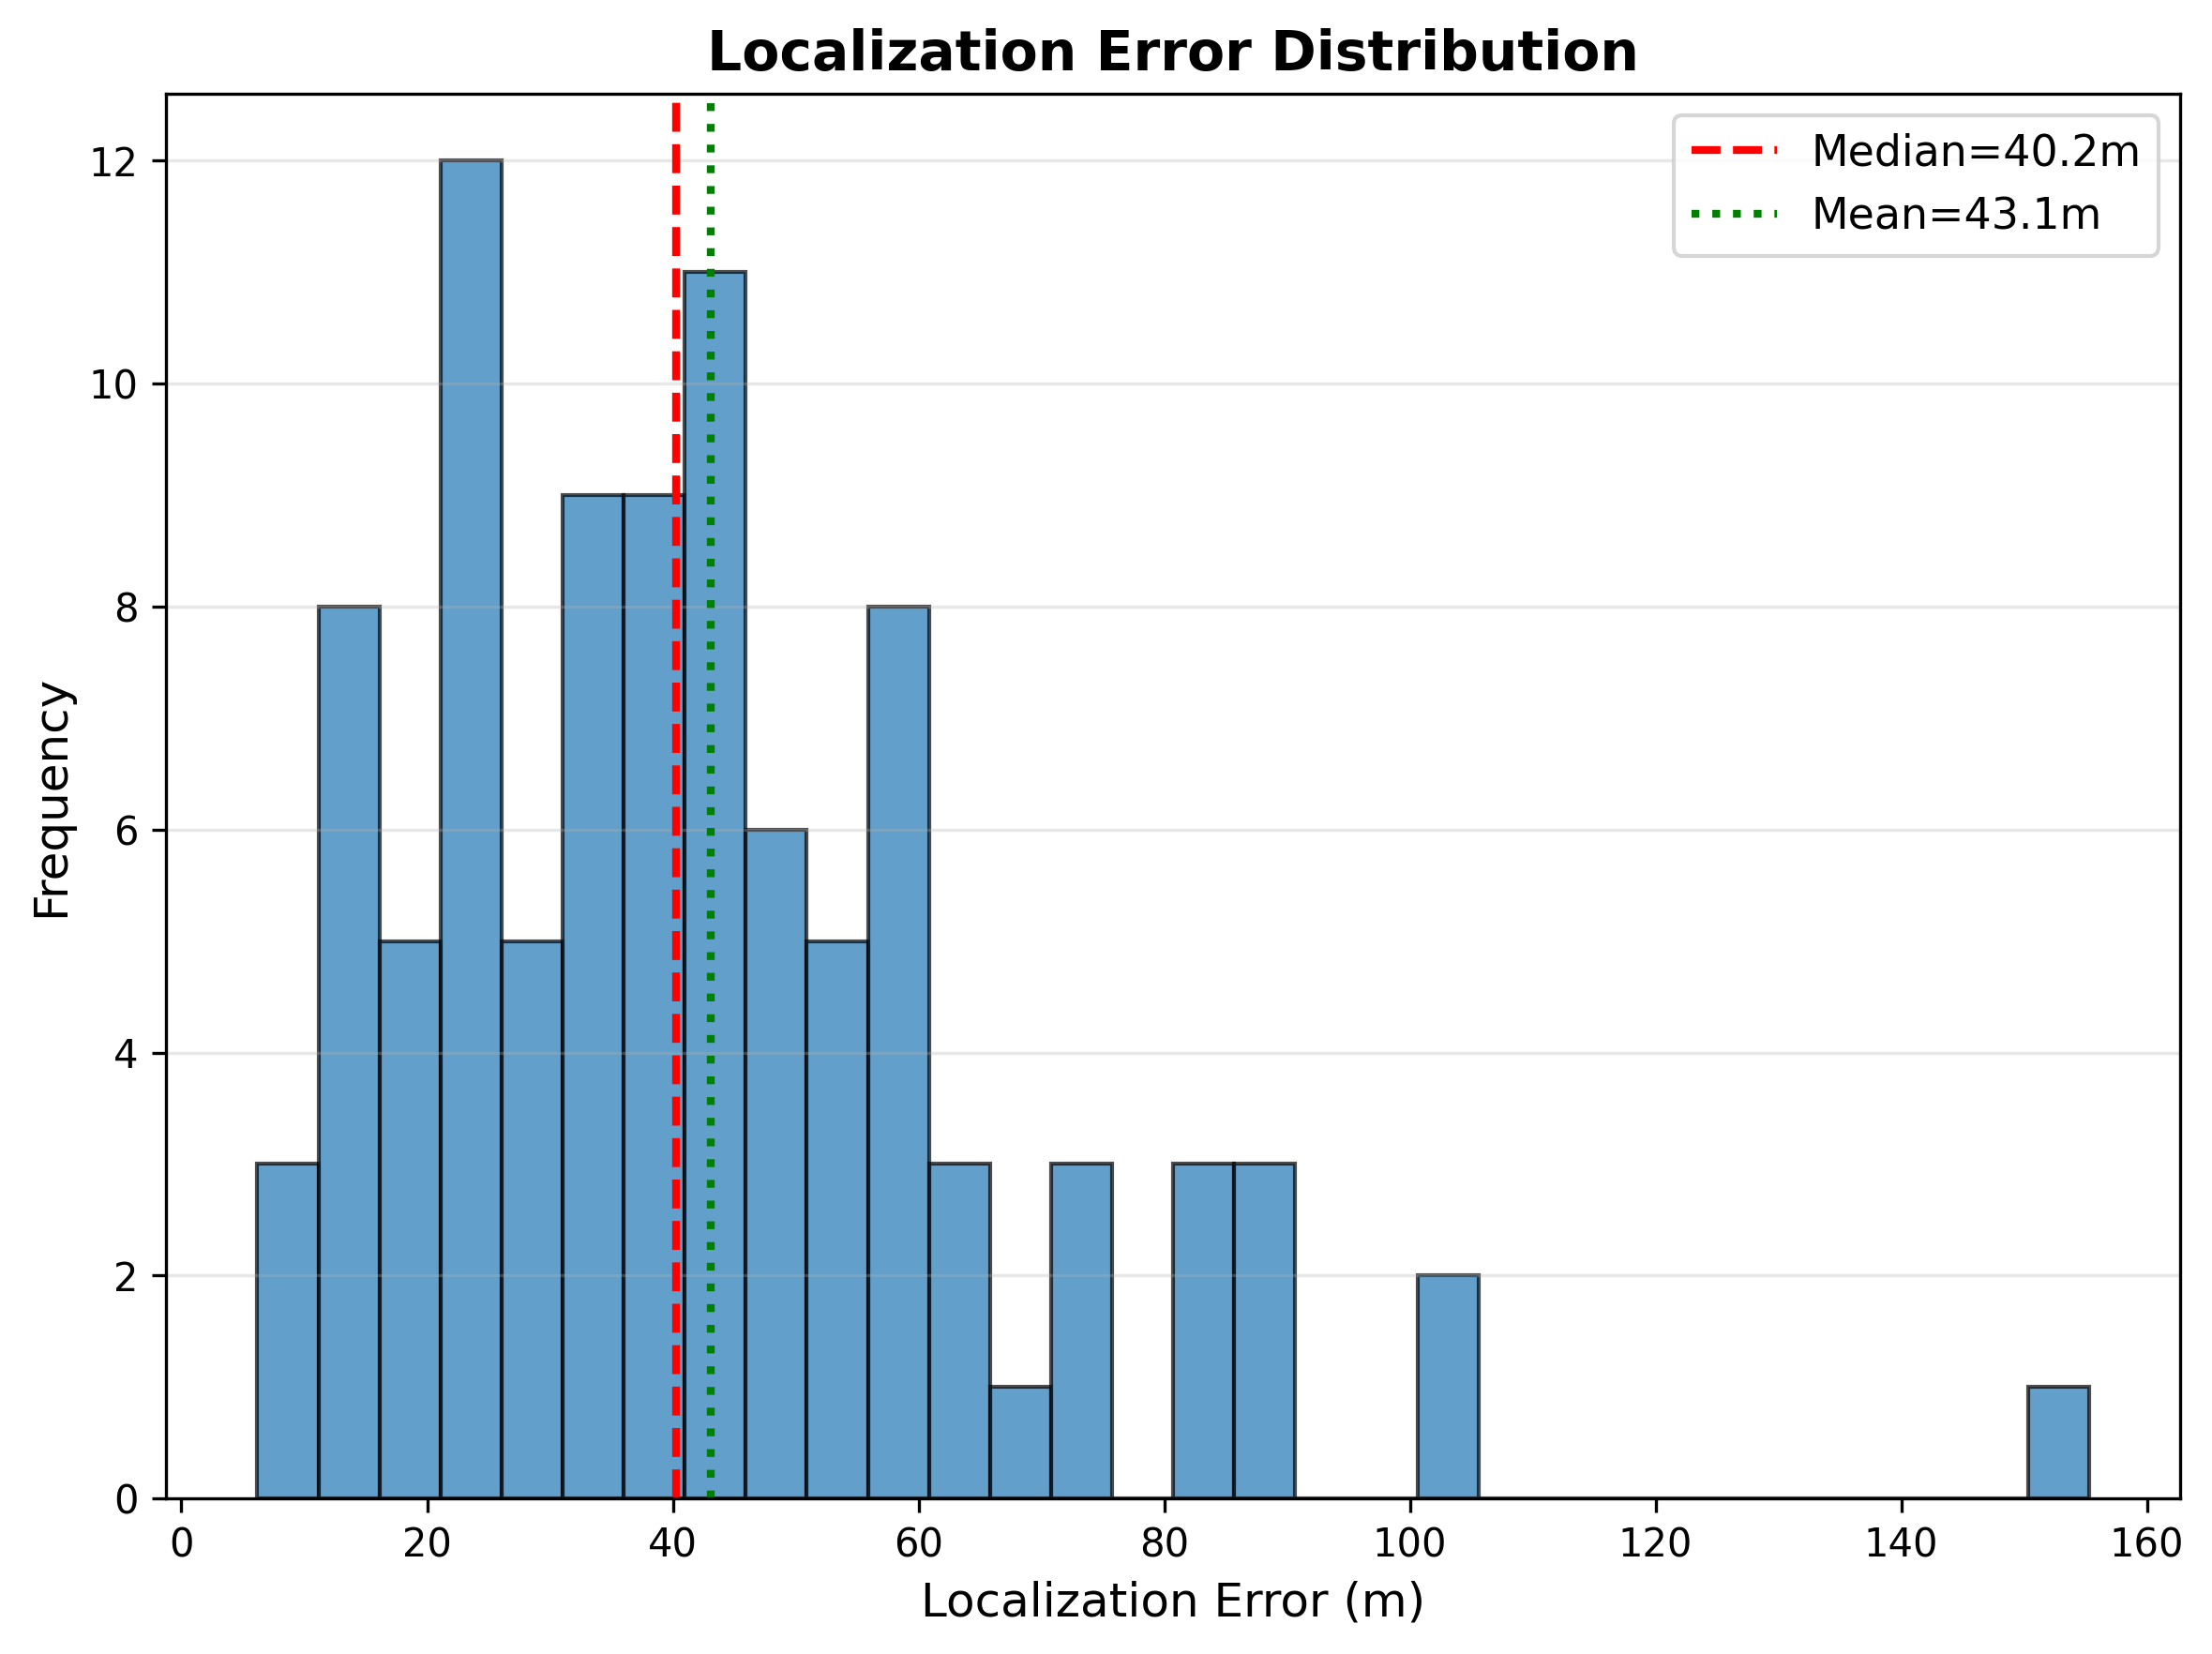 Localization Error Distribution
Median=40.2m
Mean=43.1m
Frequency
12
10
8
6
4
2
0
0 20 40 60 80 100 120 140 160
Localization Error (m)